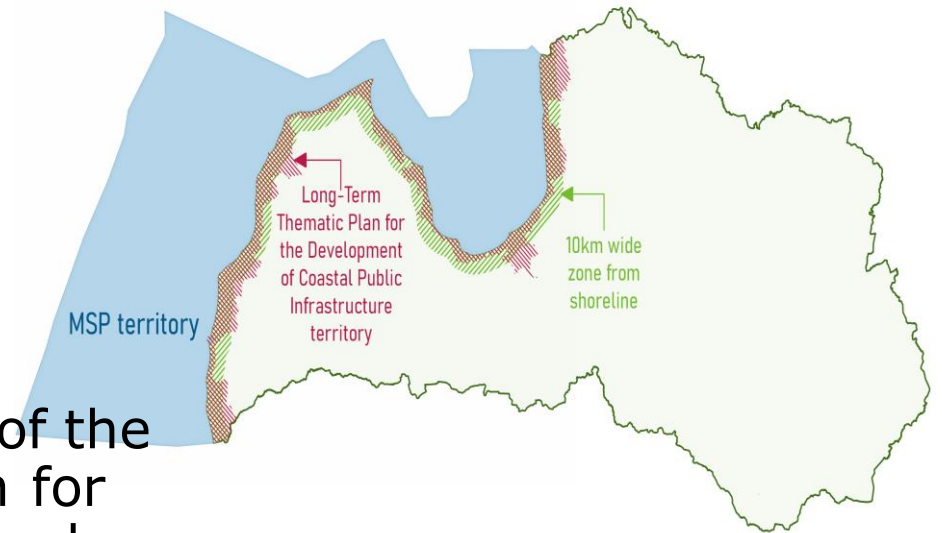 Long-Term
Thematic Plan for
the Development
of Coastal Public
Infrastructure
territory
10km wide
zone from
shoreline
MSP territory
of the
for